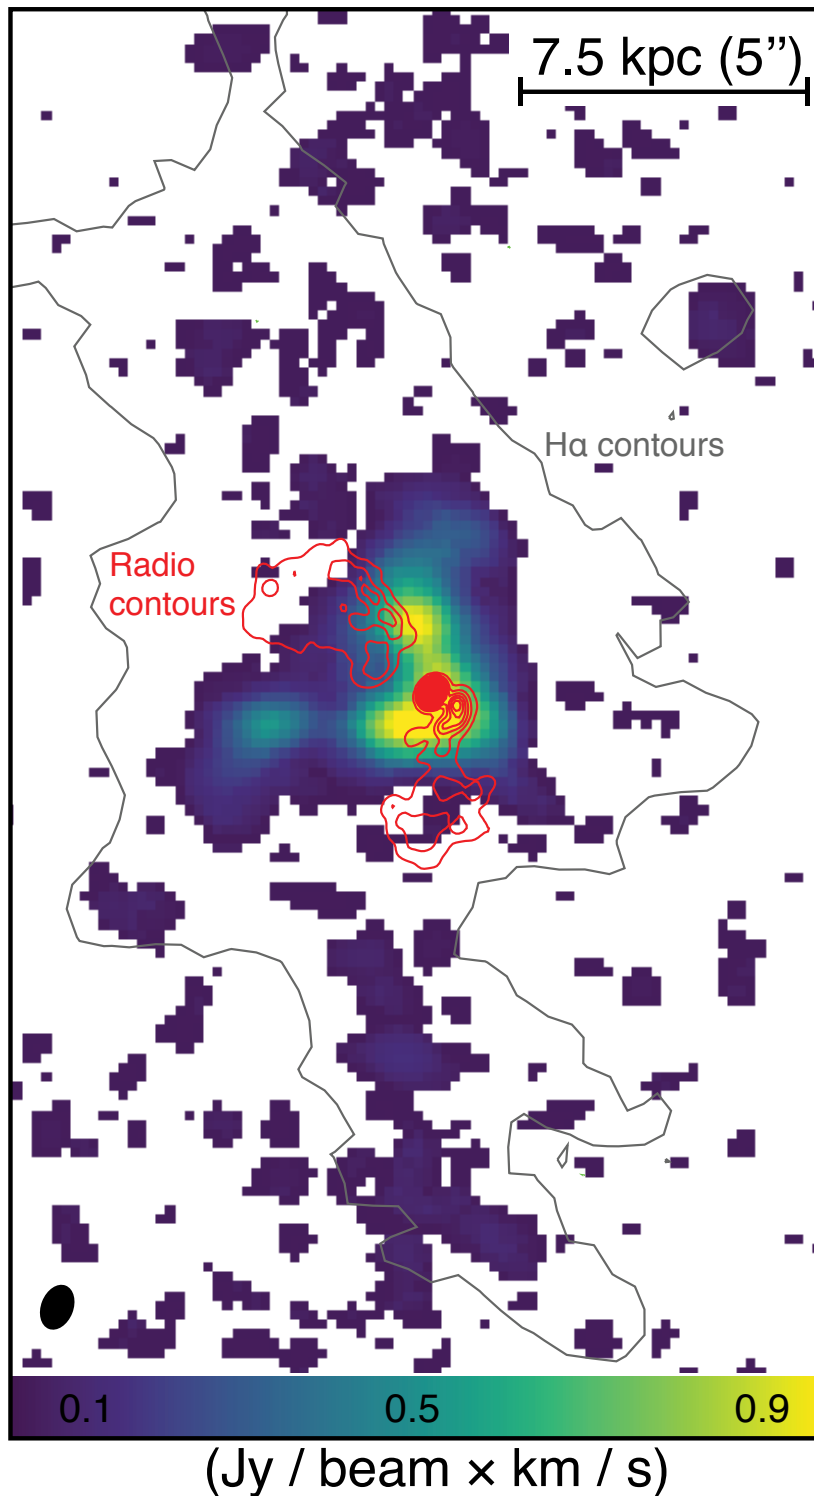 7.5 kpc (5”)
Hα contours
Radio
contours
0.1 0.5 0.9
(Jy / beam × km / s)